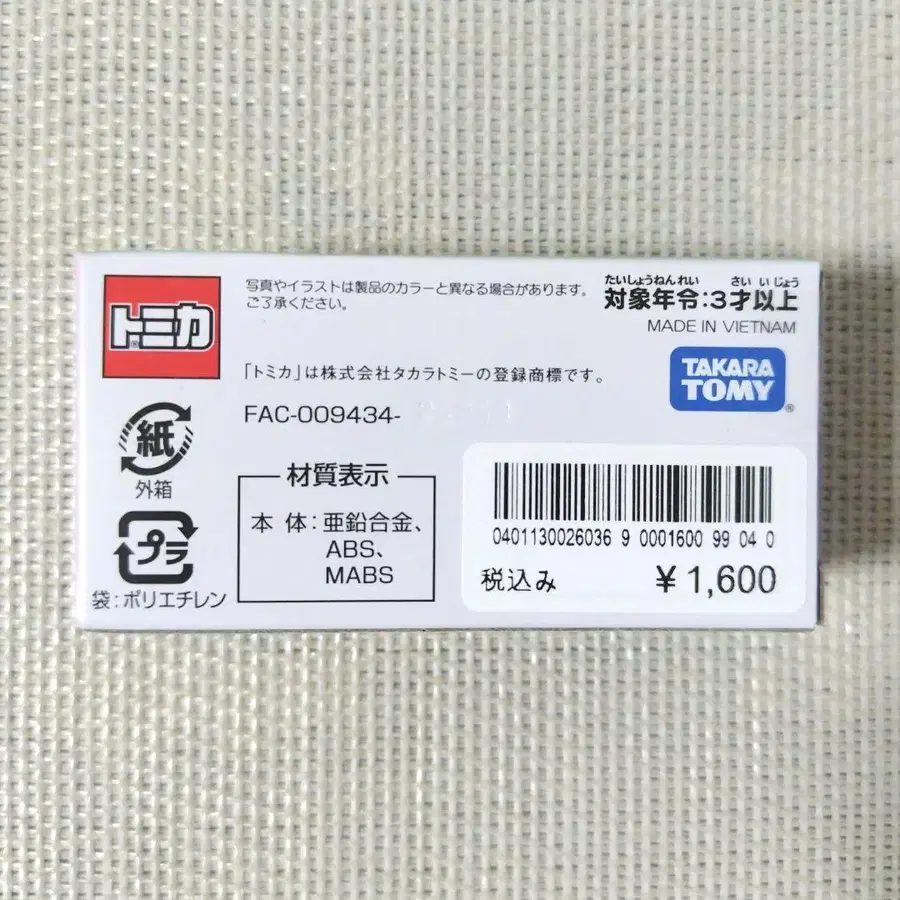 トミカ®
写真やイラストは製品のカラーと異なる場合があります。
ご了承ください。
たいしょうねんれい さい いじょう
対象年令:3才以上
MADE IN VIETNAM
「トミカ」は株式会社タカラトミーの登録商標です。
TAKARA
TOMY®
FAC-009434-
紙
外箱
プラ
袋:ポリエチレン
材質表示
本 体:亜鉛合金、
ABS、
MABS
0401130026036 9 0001600 99 04 0
税込み ¥1,600